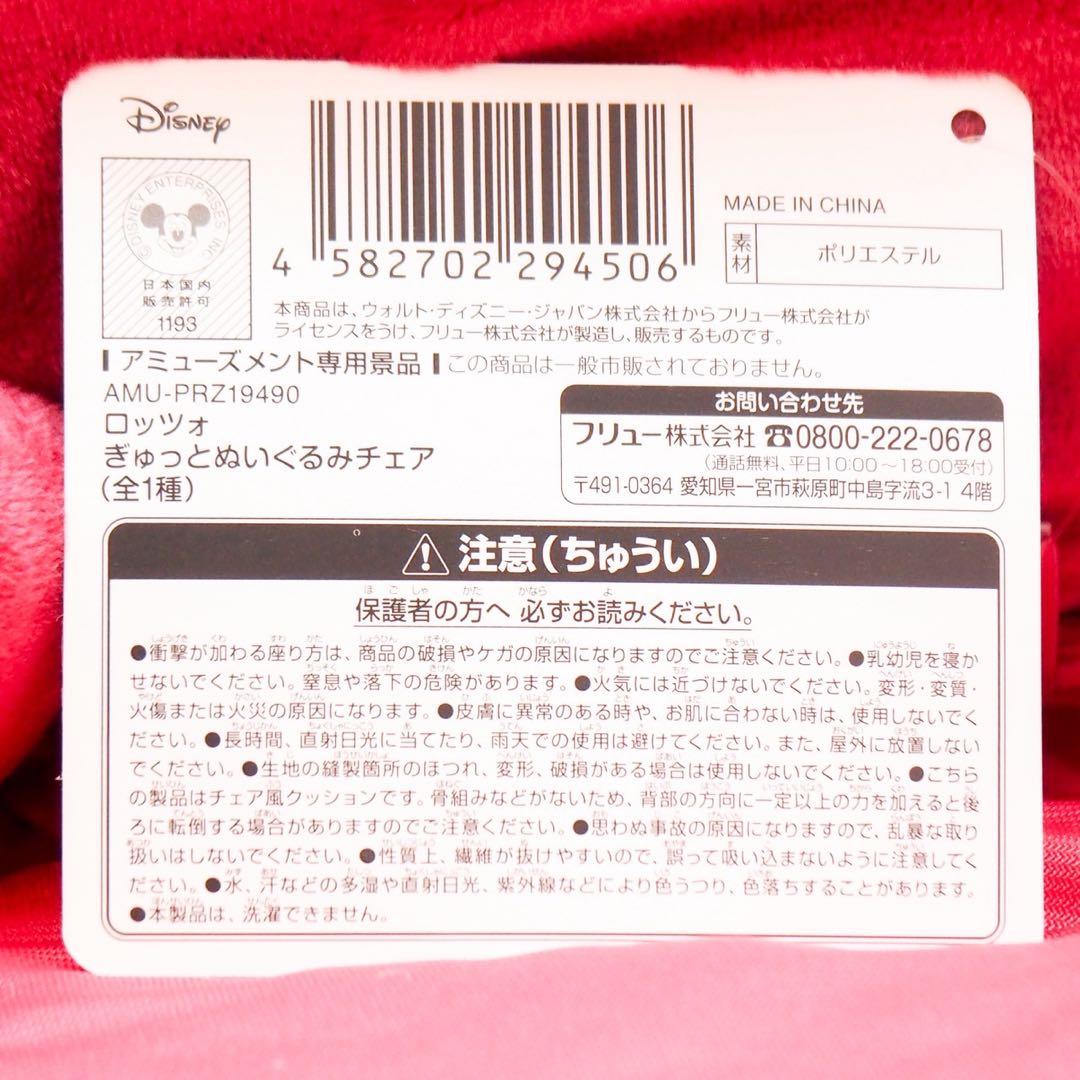 Disney
©DISNEY ENTERPRISES INC
日本国内
販売許可
1193
4 582702 294506
MADE IN CHINA
素材 ポリエステル
本商品は、ウォルト・ディズニー・ジャパン株式会社からフリュー株式会社が
ライセンスをうけ、フリュー株式会社が製造し、販売するものです。
アミューズメント専用景品 この商品は一般市販されておりません。
AMU-PRZ19490
ロッツォ
ぎゅっとぬいぐるみチェア
(全1種)
お問い合わせ先
フリュー株式会社 ☎0800-222-0678
(通話無料、平日10:00～18:00受付)
〒491-0364 愛知県一宮市萩原町中島字流3-1 4階
注意(ちゅうい)
保護者の方へ 必ずお読みください。
●衝撃が加わる座り方は、商品の破損やケガの原因になりますのでご注意ください。●乳幼児を寝か
せないでください。窒息や落下の危険があります。●火気には近づけないでください。変形・変質・
火傷または火災の原因になります。●皮膚に異常のある時や、お肌に合わない時は、使用しないでく
ださい。●長時間、直射日光に当てたり、雨天での使用は避けてください。また、屋外に放置しない
でください。●生地の縫製箇所のほつれ、変形、破損がある場合は使用しないでください。●こちら
の製品はチェア風クッションです。骨組みなどがないため、背部の方向に一定以上の力を加えると後
ろに転倒する場合がありますのでご注意ください。●思わぬ事故の原因になりますので、乱暴な取り
扱いはしないでください。●性質上、繊維が抜けやすいので、誤って吸い込まないように注意してく
ださい。●水、汗などの多湿や直射日光、紫外線などにより色うつり、色落ちすることがあります。
●本製品は、洗濯できません。